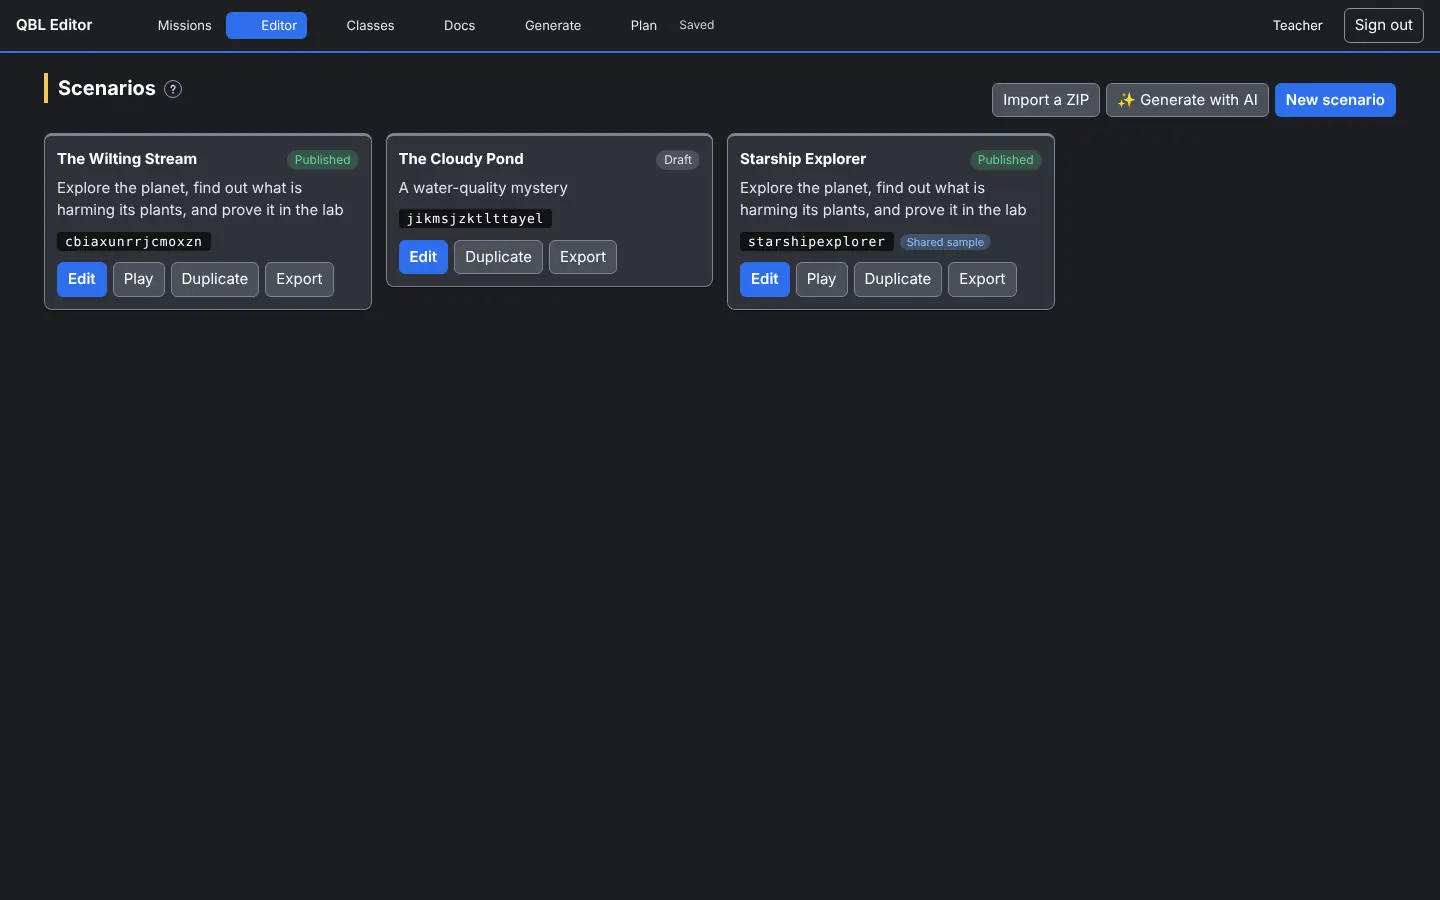 QBL Editor Missions Editor Classes Docs Generate Plan Saved Teacher Sign out
Scenarios ?
Import a ZIP ✨ Generate with AI New scenario
The Wilting Stream Published
Explore the planet, find out what is
harming its plants, and prove it in the lab
cbiaxunrrjcmoxzn
Edit Play Duplicate Export
The Cloudy Pond Draft
A water-quality mystery
jikmsjzktlttayel
Edit Duplicate Export
Starship Explorer Published
Explore the planet, find out what is
harming its plants, and prove it in the lab
starshipexplorer Shared sample
Edit Play Duplicate Export